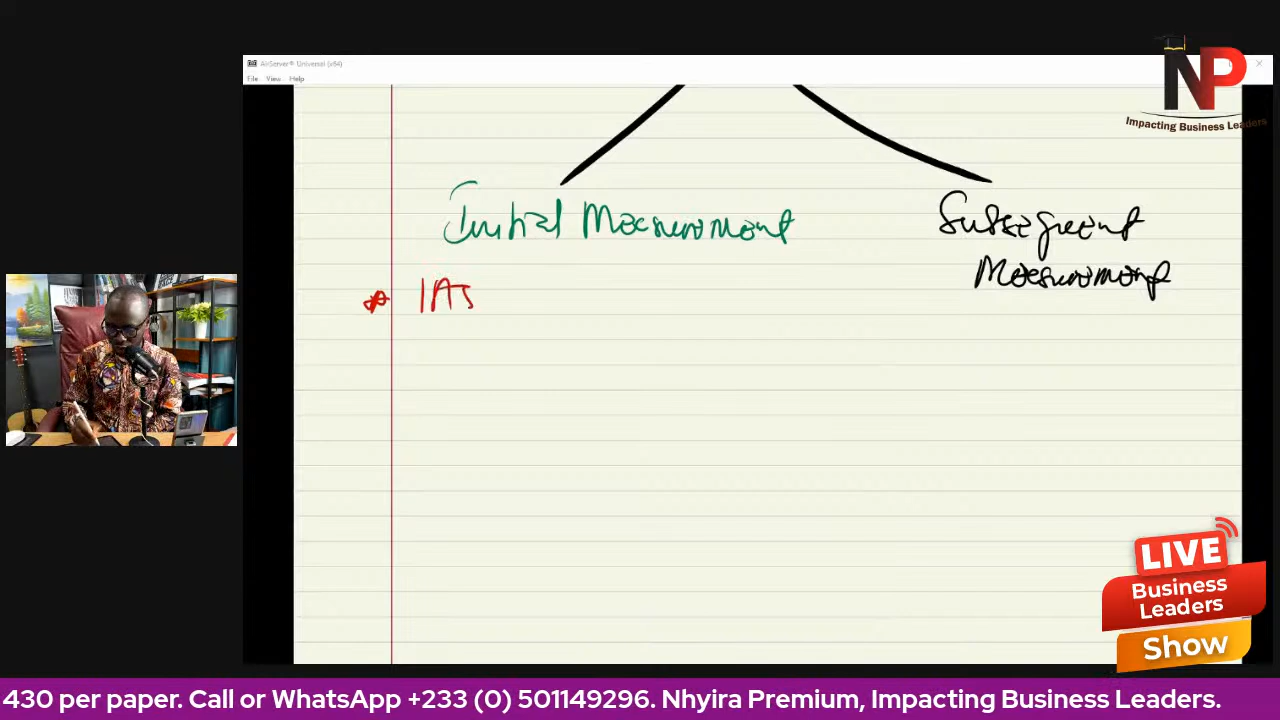 AirServer® Universal (x64)
File View Help
NP
Impacting Business Leaders
Initial Measurement
Subsequent
Measurement
IAS
LIVE
Business
Leaders
Show
430 per paper. Call or WhatsApp +233 (0) 501149296. Nhyira Premium, Impacting Business Leaders.